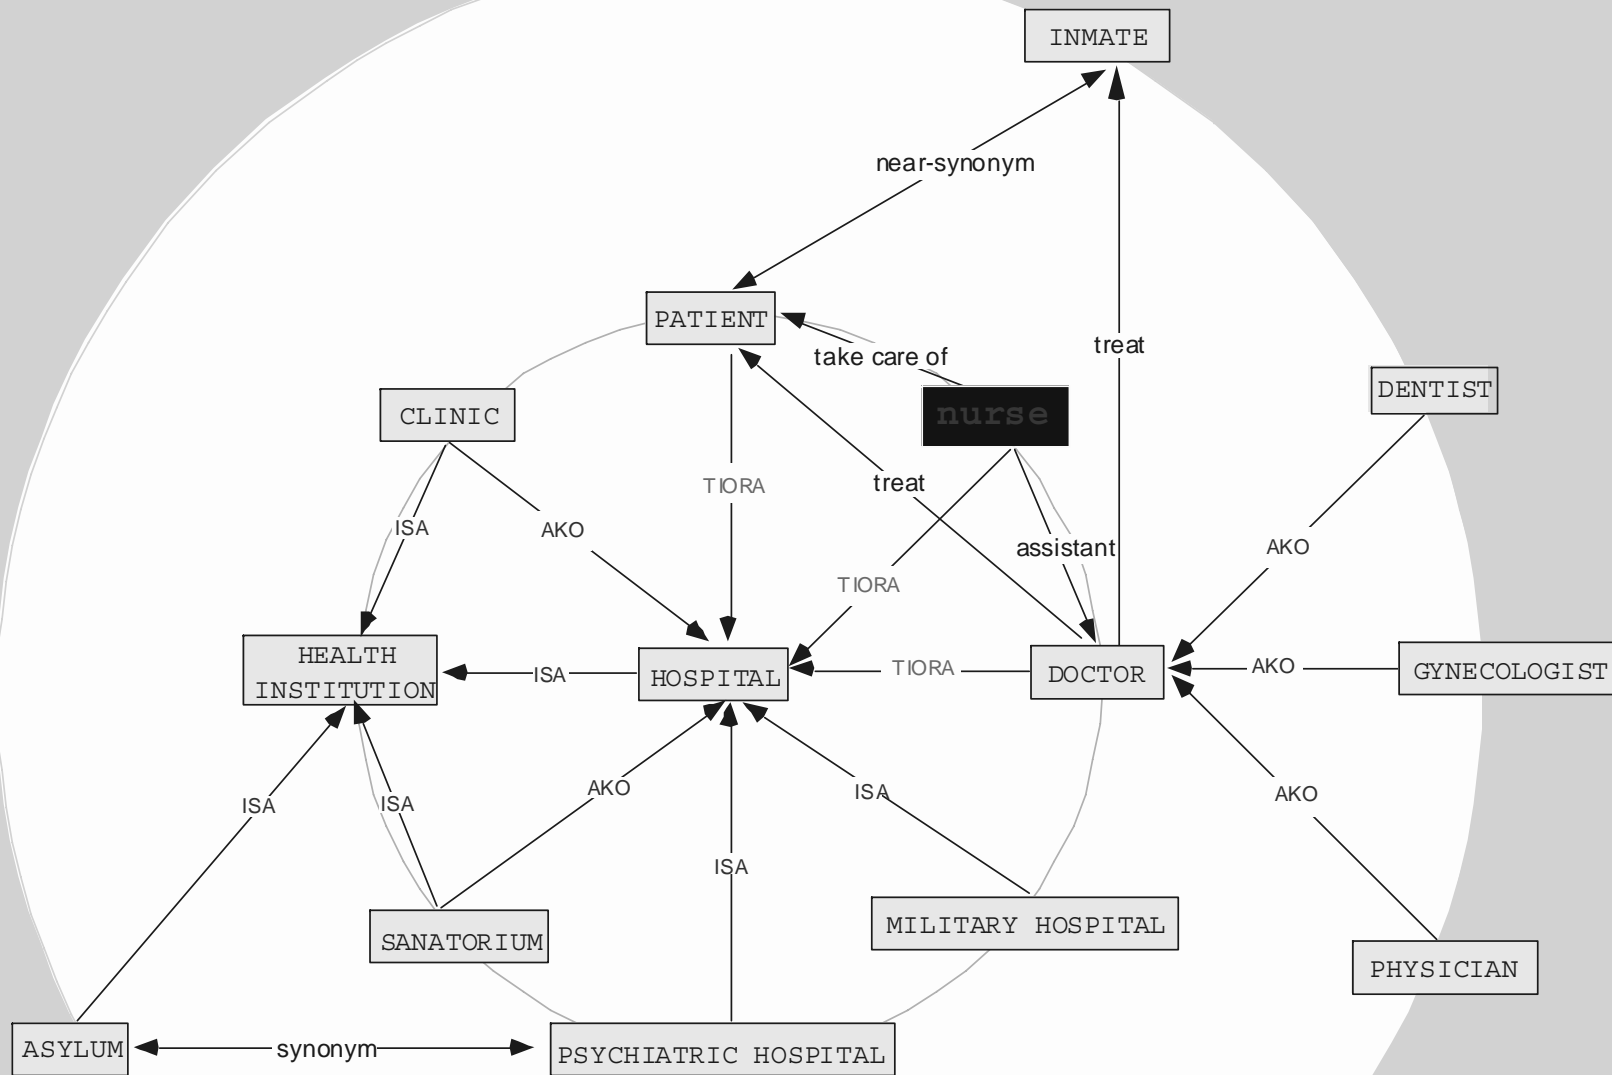 INMATE
near-synonym
PATIENT
take care of
treat
DENTIST
CLINIC
nurse
TIORA
treat
ISA
AKO
assistant
AKO
TIORA
HEALTH
INSTITUTION
ISA
HOSPITAL
TIORA
DOCTOR
AKO
GYNECOLOGIST
ISA
ISA
AKO
ISA
AKO
ISA
SANATORIUM
MILITARY HOSPITAL
PHYSICIAN
ASYLUM
synonym
PSYCHIATRIC HOSPITAL